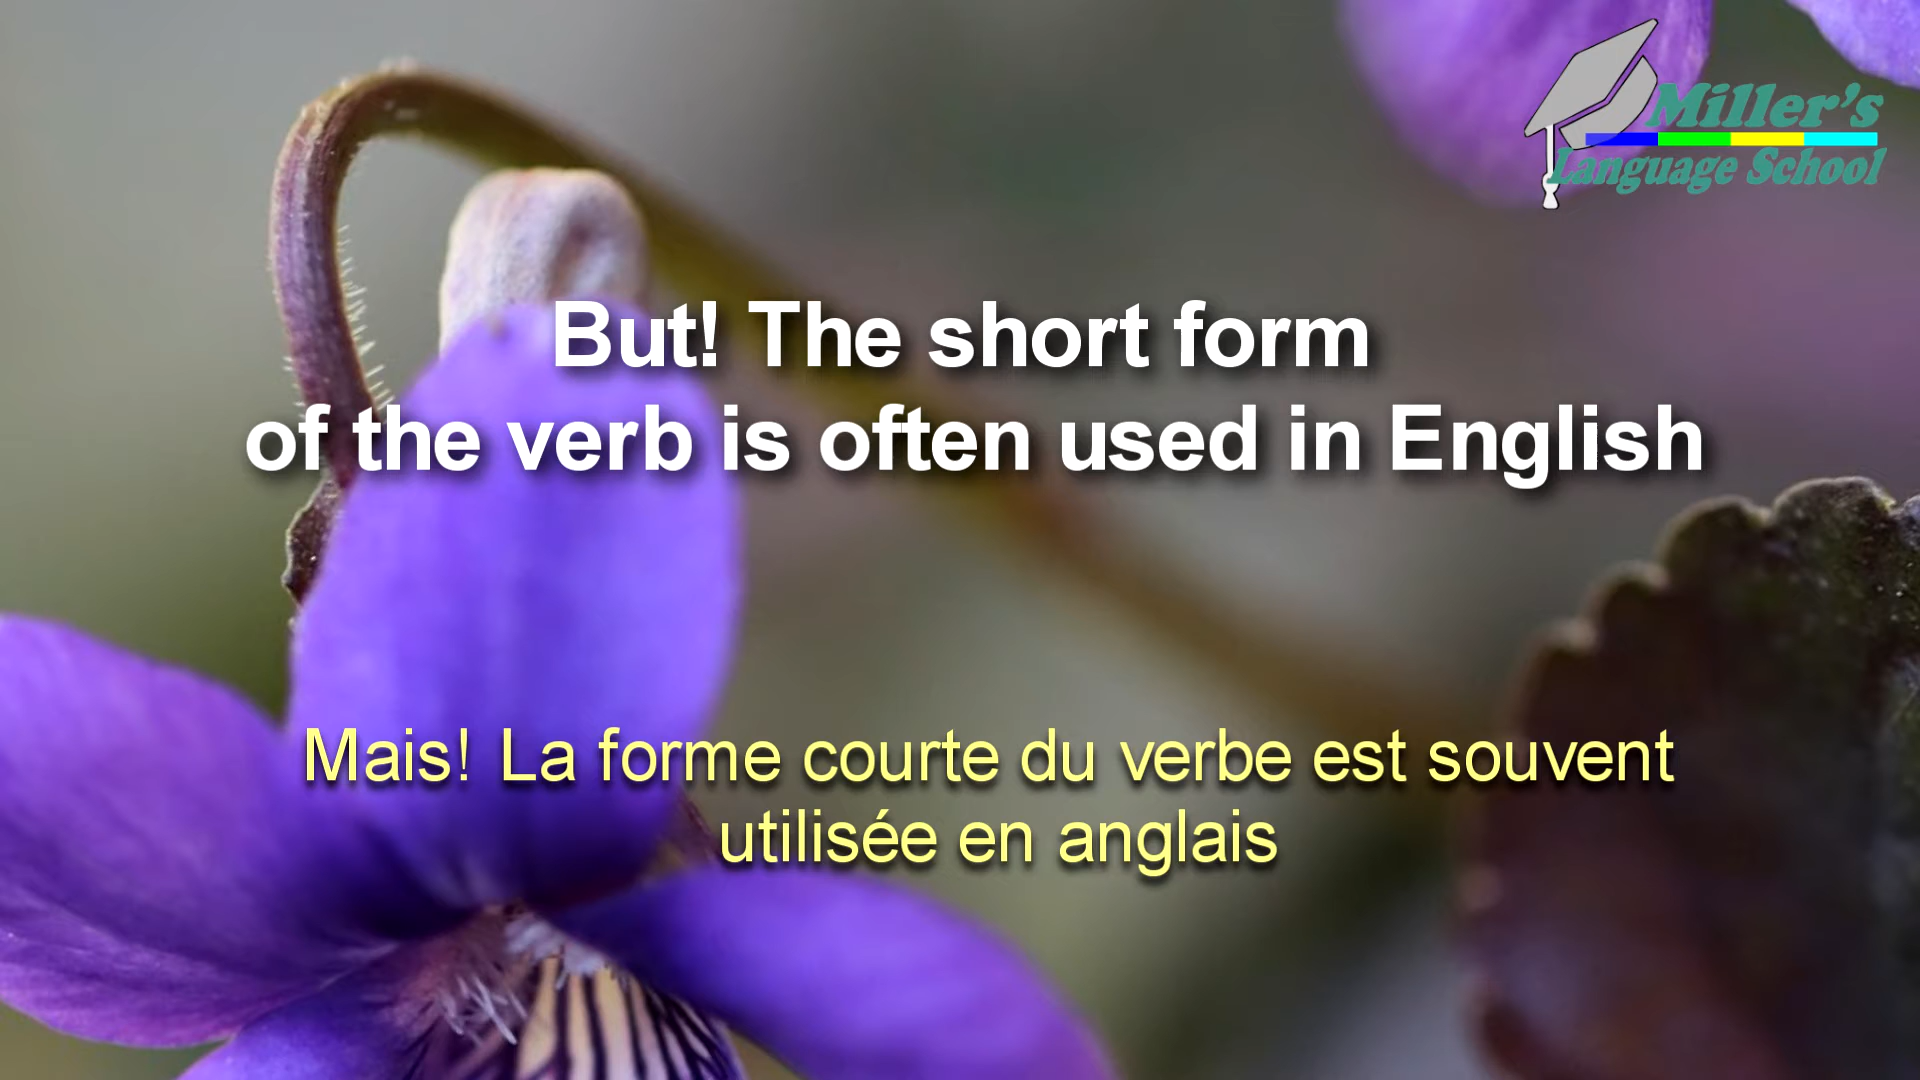 Miller's
Language School
But! The short form
of the verb is often used in English
Mais! La forme courte du verbe est souvent
utilisée en anglais